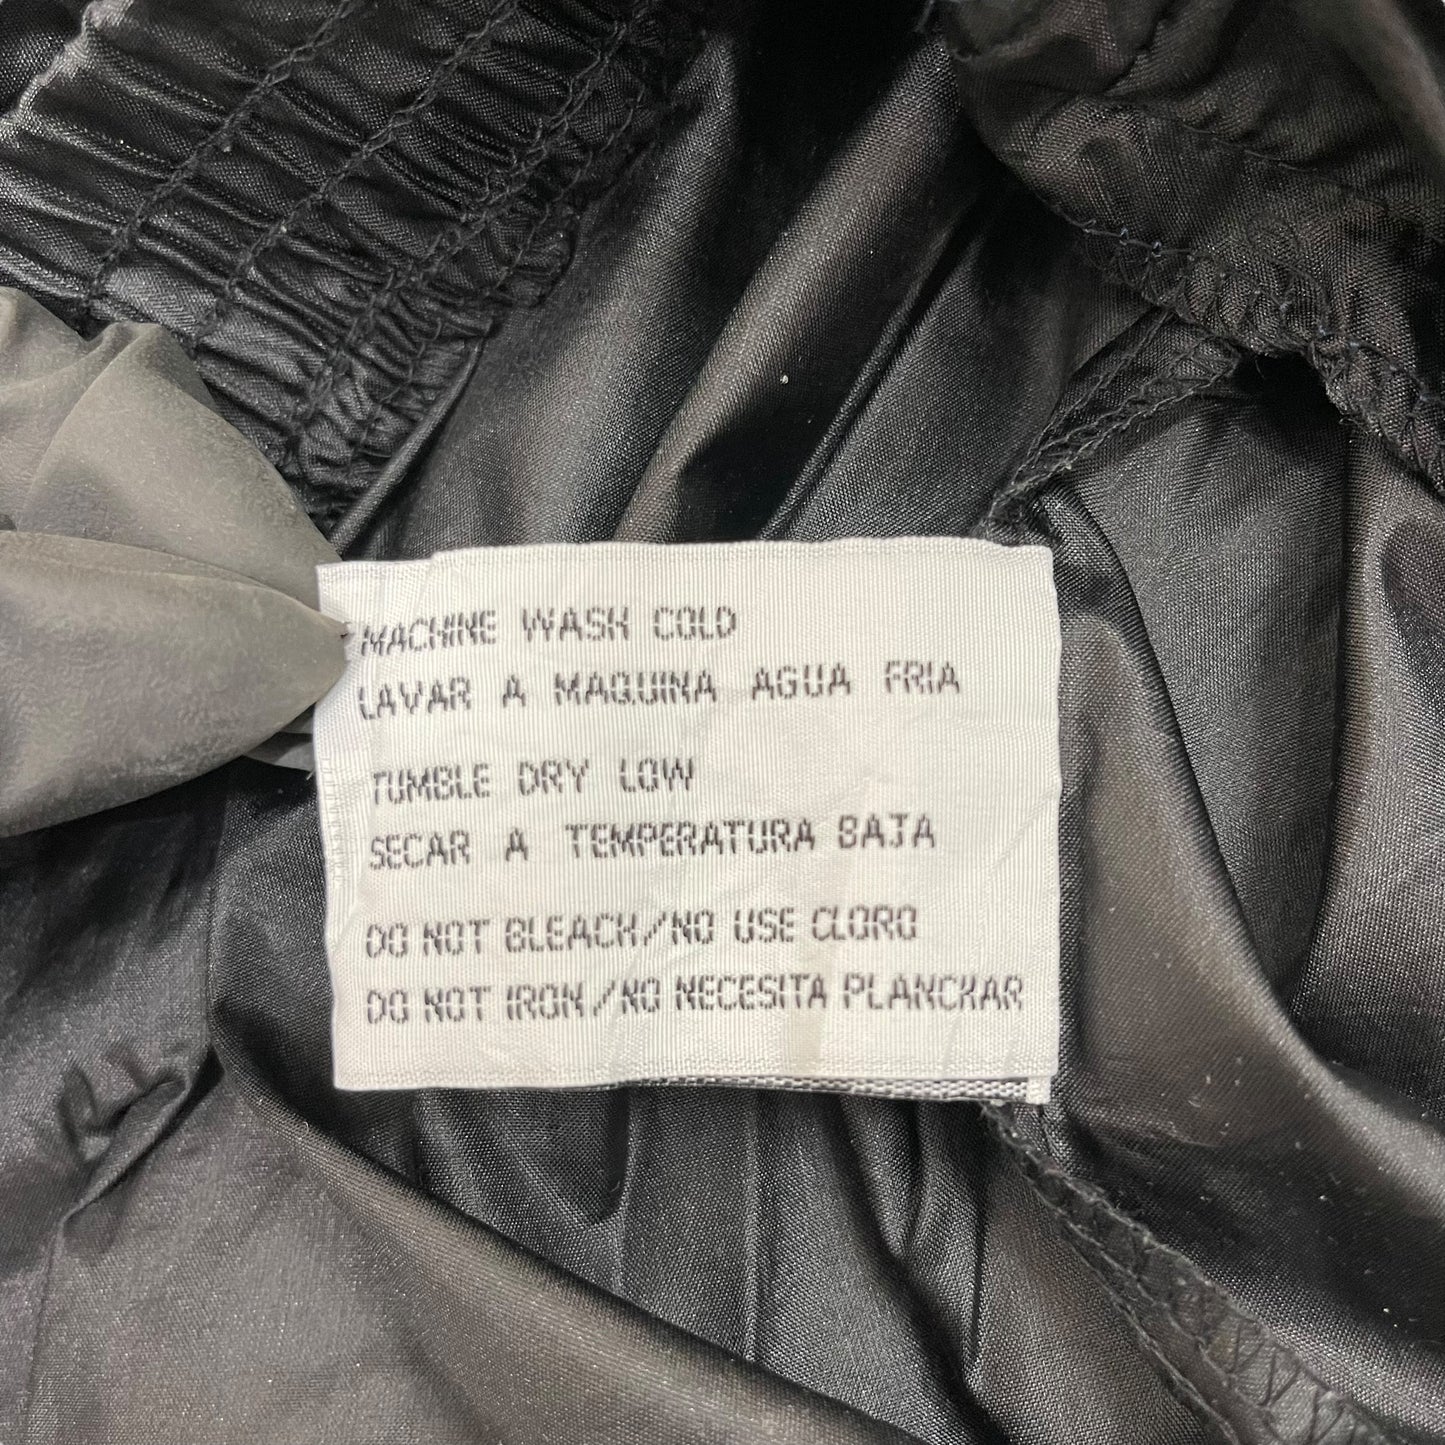 MACHINE WASH COLD
LAVAR A MAQUINA AGUA FRIA
TUMBLE DRY LOW
SECAR A TEMPERATURA BAJA
DO NOT BLEACH/NO USE CLORO
DO NOT IRON/NO NECESITA PLANCHAR